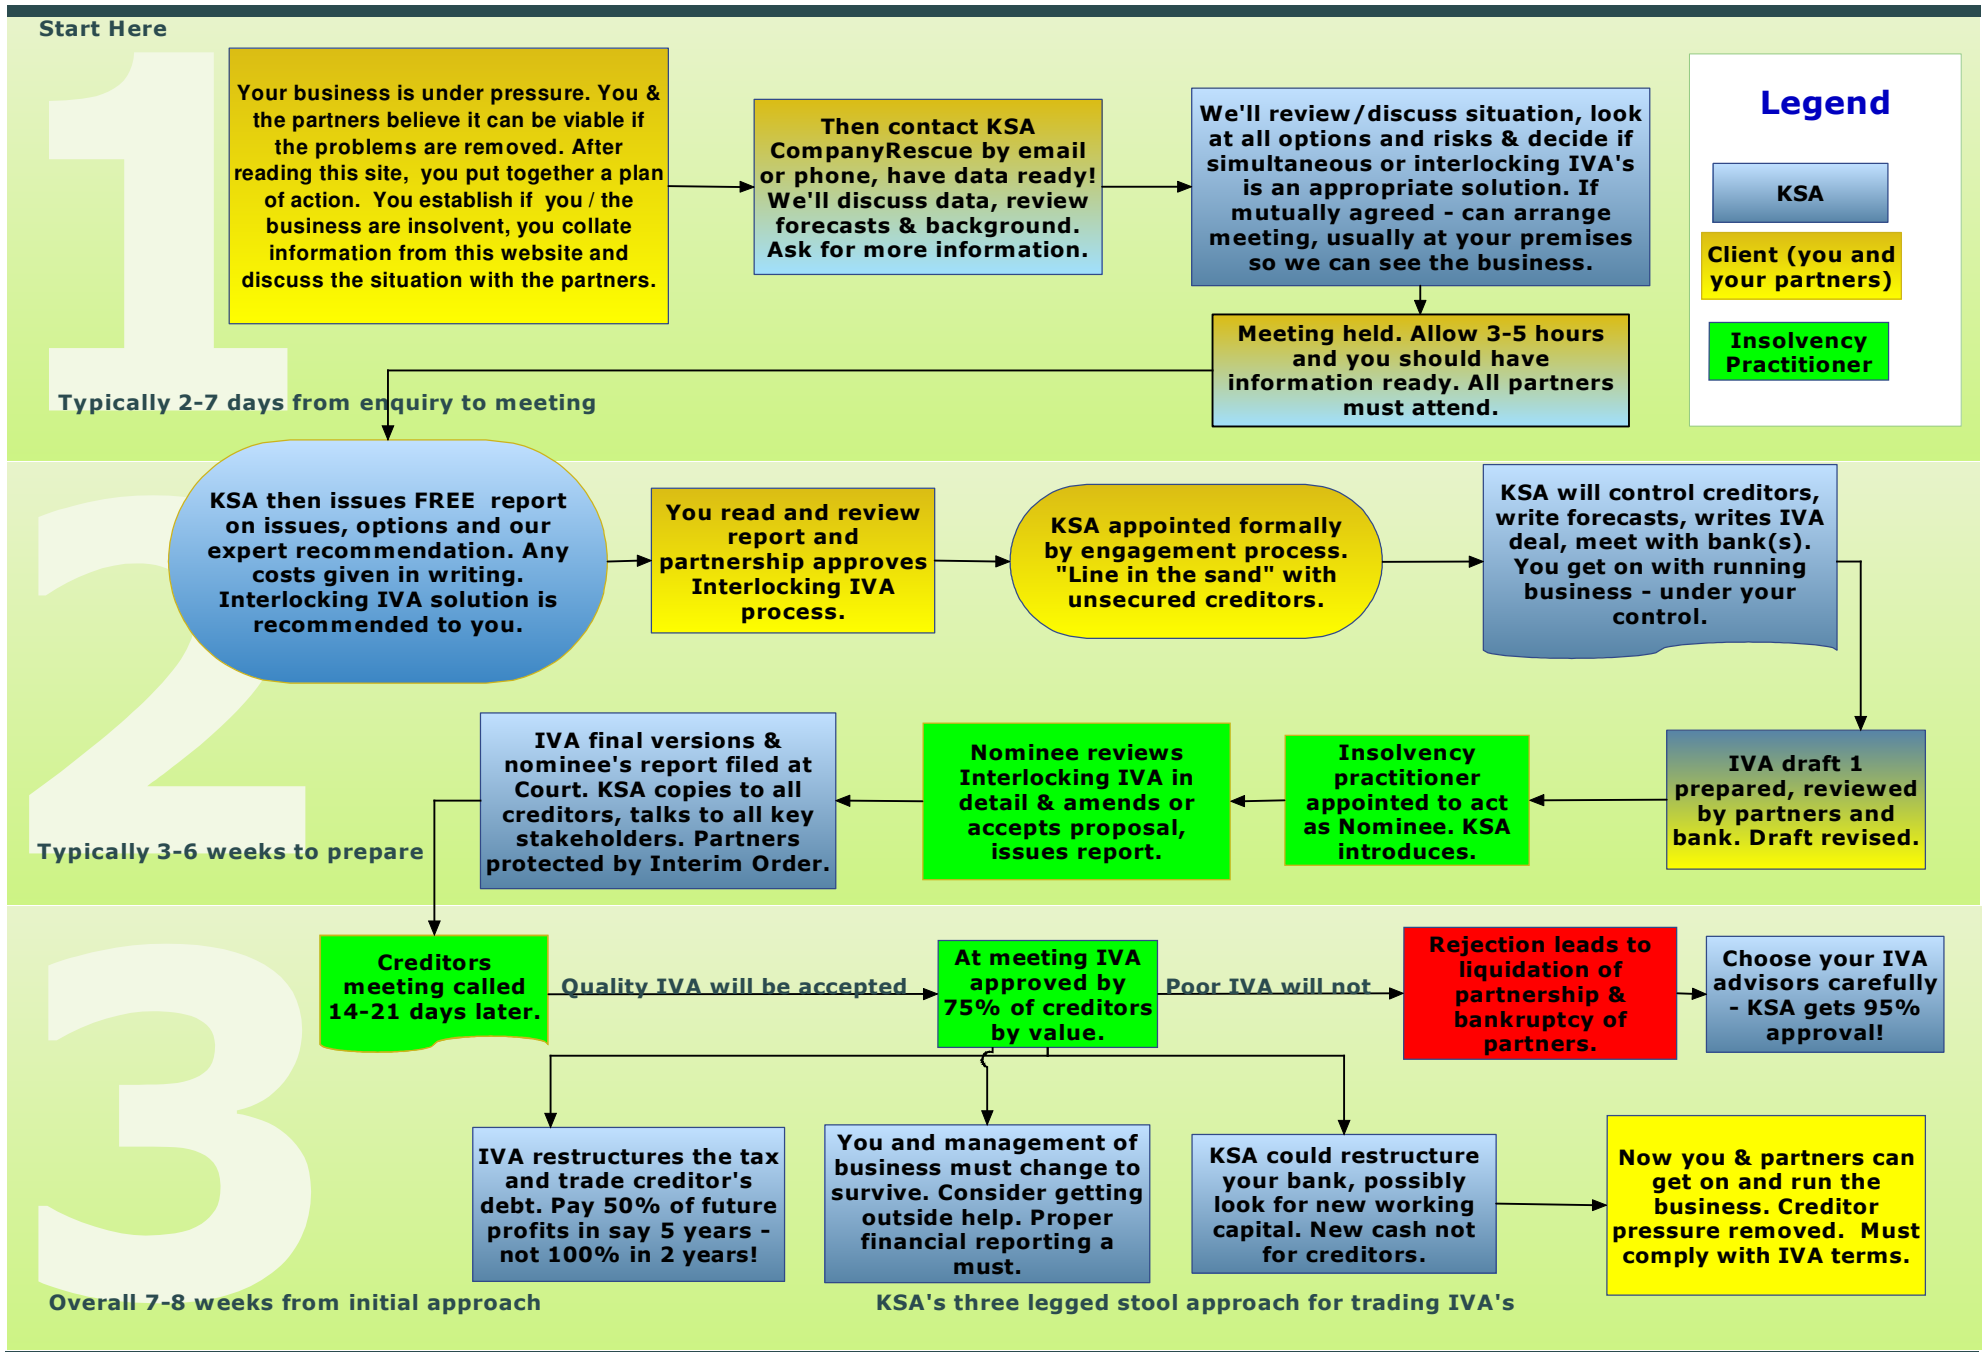 Start Here
Your business is under pressure. You &
the partners believe it can be viable if
the problems are removed. After
reading this site, you put together a plan
of action. You establish if you / the
business are insolvent, you collate
information from this website and
discuss the situation with the partners.
Then contact KSA
CompanyRescue by email
or phone, have data ready!
We'll discuss data, review
forecasts & background.
Ask for more information.
We'll review/discuss situation, look
at all options and risks & decide if
simultaneous or interlocking IVA's
is an appropriate solution. If
mutually agreed - can arrange
meeting, usually at your premises
so we can see the business.
Legend
KSA
Client (you and
your partners)
Insolvency
Practitioner
Meeting held. Allow 3-5 hours
and you should have
information ready. All partners
must attend.
1
Typically 2-7 days from enquiry to meeting
KSA then issues FREE report
on issues, options and our
expert recommendation. Any
costs given in writing.
Interlocking IVA solution is
recommended to you.
You read and review
report and
partnership approves
Interlocking IVA
process.
KSA appointed formally
by engagement process.
"Line in the sand" with
unsecured creditors.
KSA will control creditors,
write forecasts, writes IVA
deal, meet with bank(s).
You get on with running
business - under your
control.
2
IVA draft 1
prepared, reviewed
by partners and
bank. Draft revised.
Insolvency
practitioner
appointed to act
as Nominee. KSA
introduces.
Nominee reviews
Interlocking IVA in
detail & amends or
accepts proposal,
issues report.
IVA final versions &
nominee's report filed at
Court. KSA copies to all
creditors, talks to all key
stakeholders. Partners
protected by Interim Order.
Typically 3-6 weeks to prepare
3
Creditors
meeting called
14-21 days later.
Quality IVA will be accepted
At meeting IVA
approved by
75% of creditors
by value.
Poor IVA will not
Rejection leads to
liquidation of
partnership &
bankruptcy of
partners.
Choose your IVA
advisors carefully
- KSA gets 95%
approval!
IVA restructures the tax
and trade creditor's
debt. Pay 50% of future
profits in say 5 years -
not 100% in 2 years!
You and management of
business must change to
survive. Consider getting
outside help. Proper
financial reporting a
must.
KSA could restructure
your bank, possibly
look for new working
capital. New cash not
for creditors.
Now you & partners can
get on and run the
business. Creditor
pressure removed. Must
comply with IVA terms.
Overall 7-8 weeks from initial approach
KSA's three legged stool approach for trading IVA's